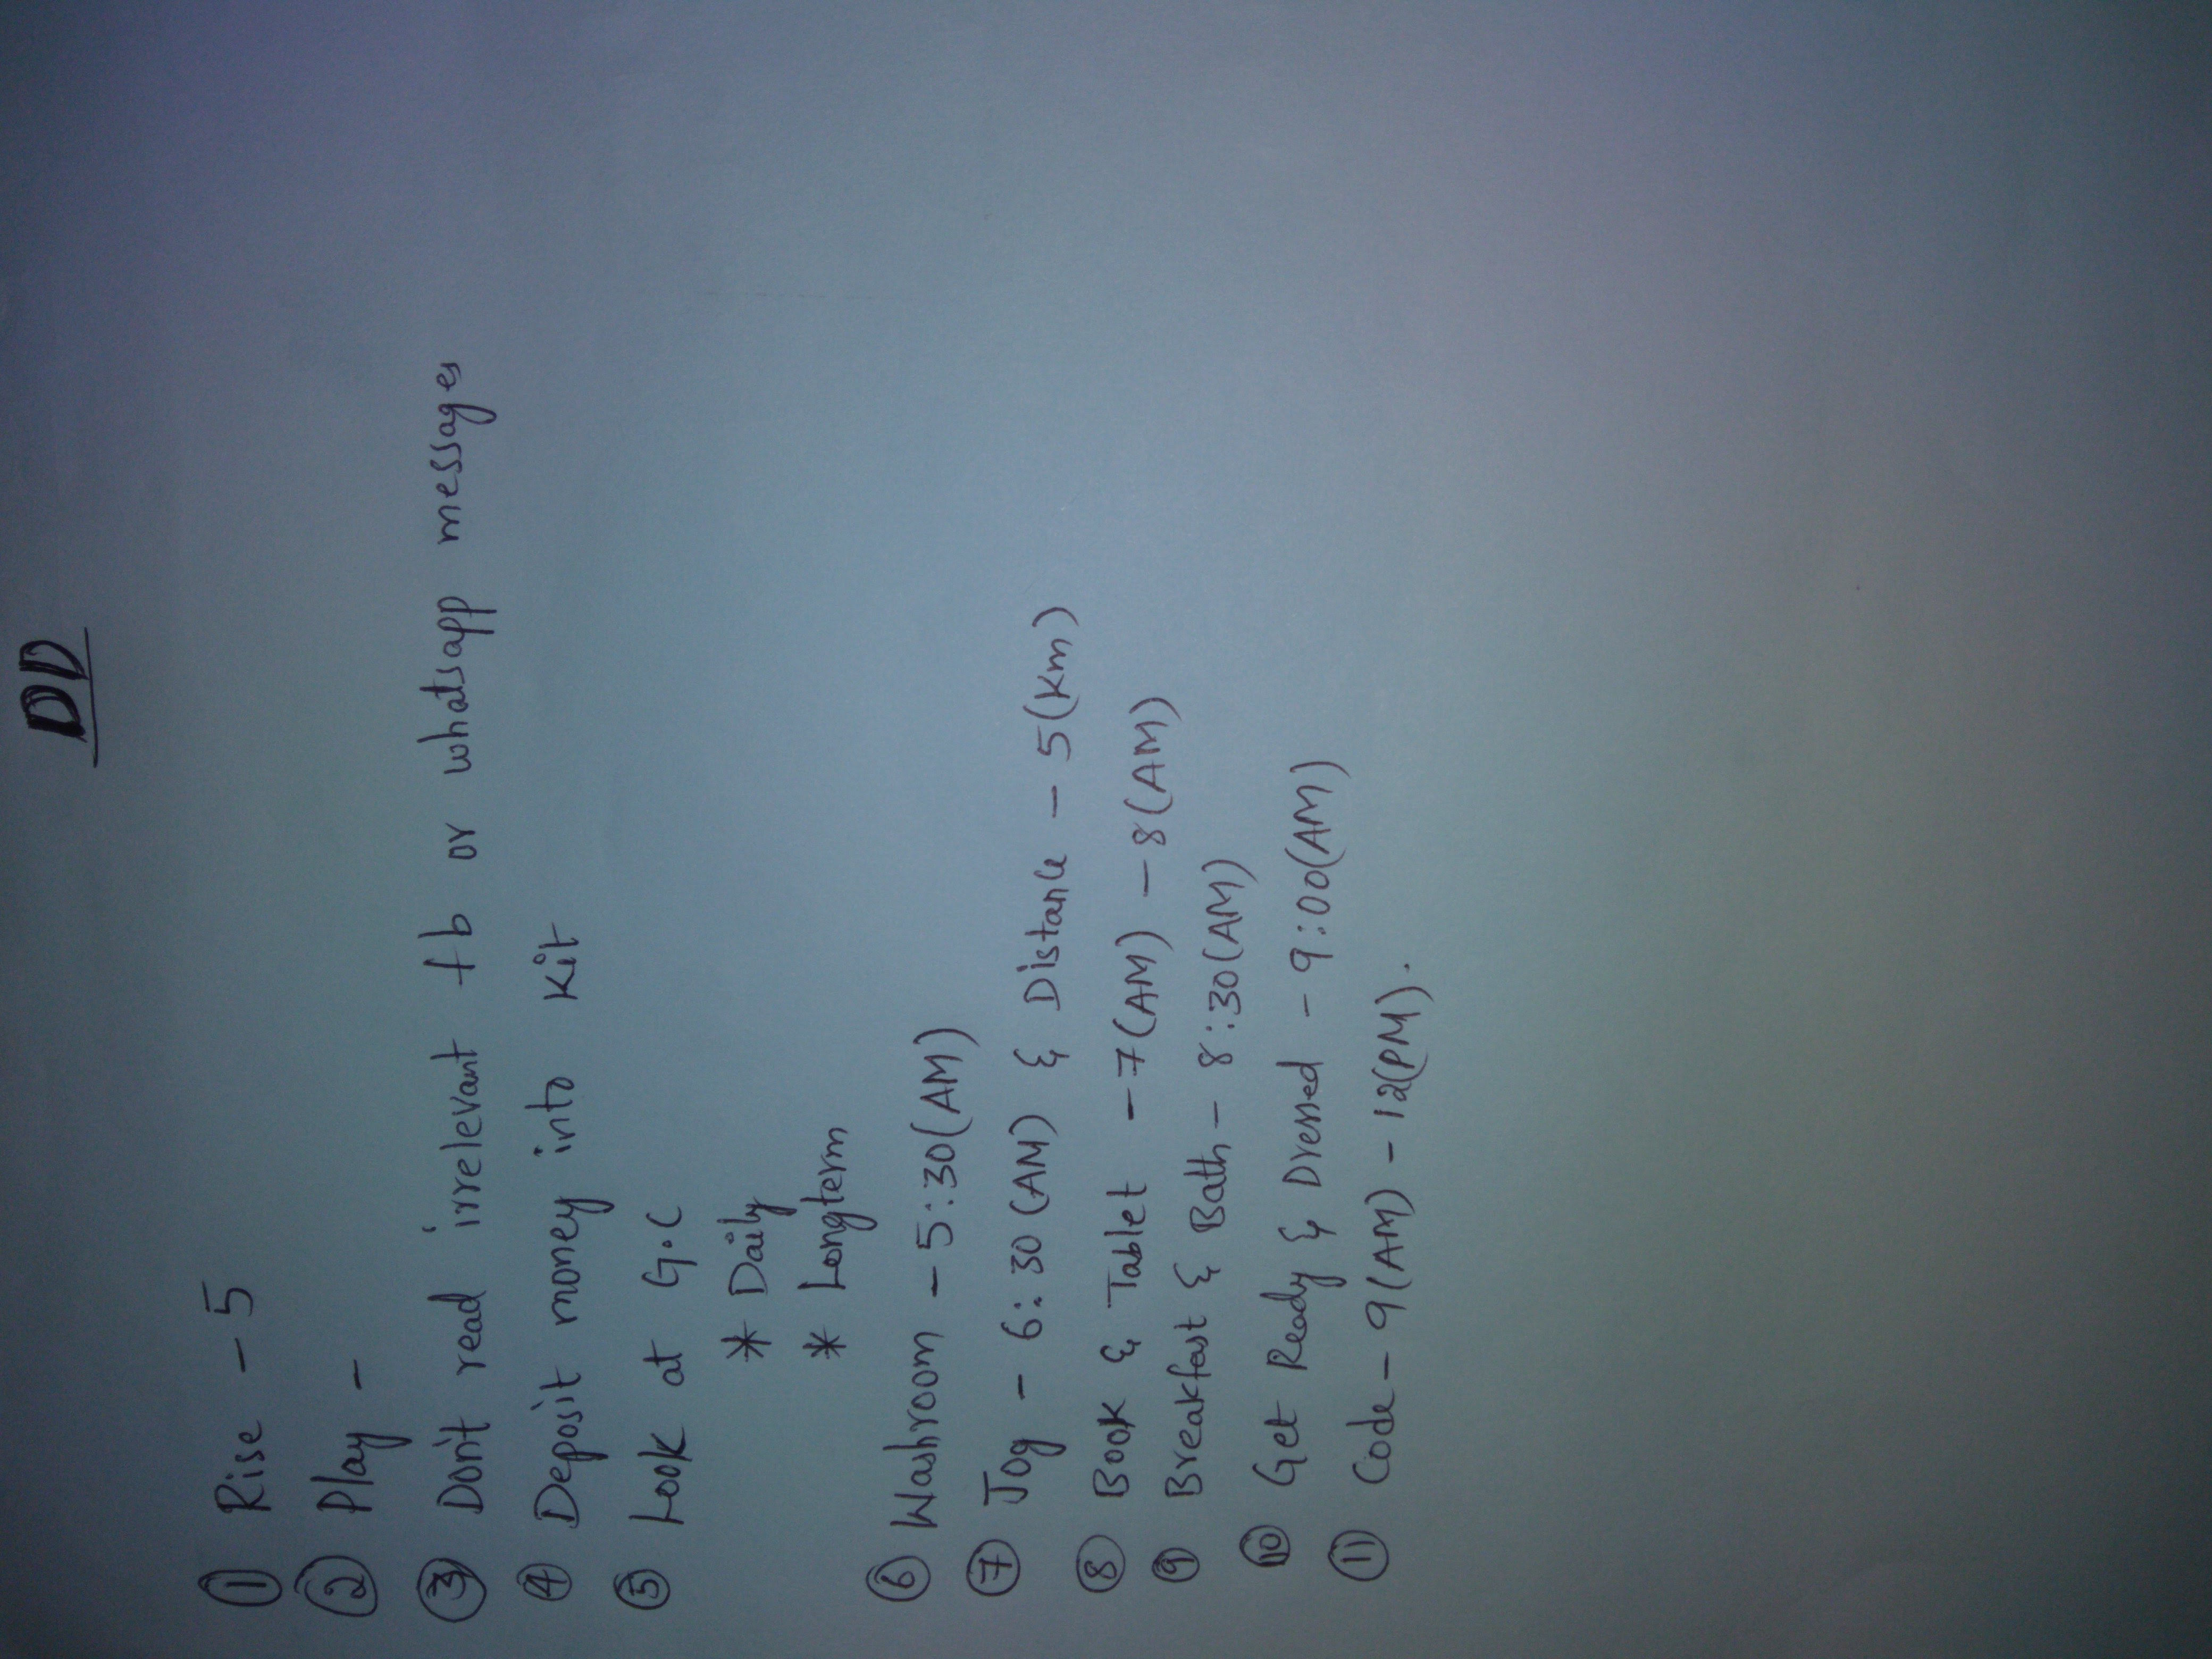 DD
① Rise - 5
② Play -
③ Don't read irrelevant fb or whatsapp messages
④ Deposit money into Kit
⑤ Look at G.C
* Daily
* Longterm
⑥ Washroom - 5:30(AM)
⑦ Jog - 6:30 (AM) & Distance - 5(Km)
⑧ Book & Tablet - 7(AM) - 8(AM)
⑨ Breakfast & Bath - 8:30(AM)
⑩ Get Ready & Dressed - 9:00(AM)
⑪ Code - 9(AM) - 12(PM).